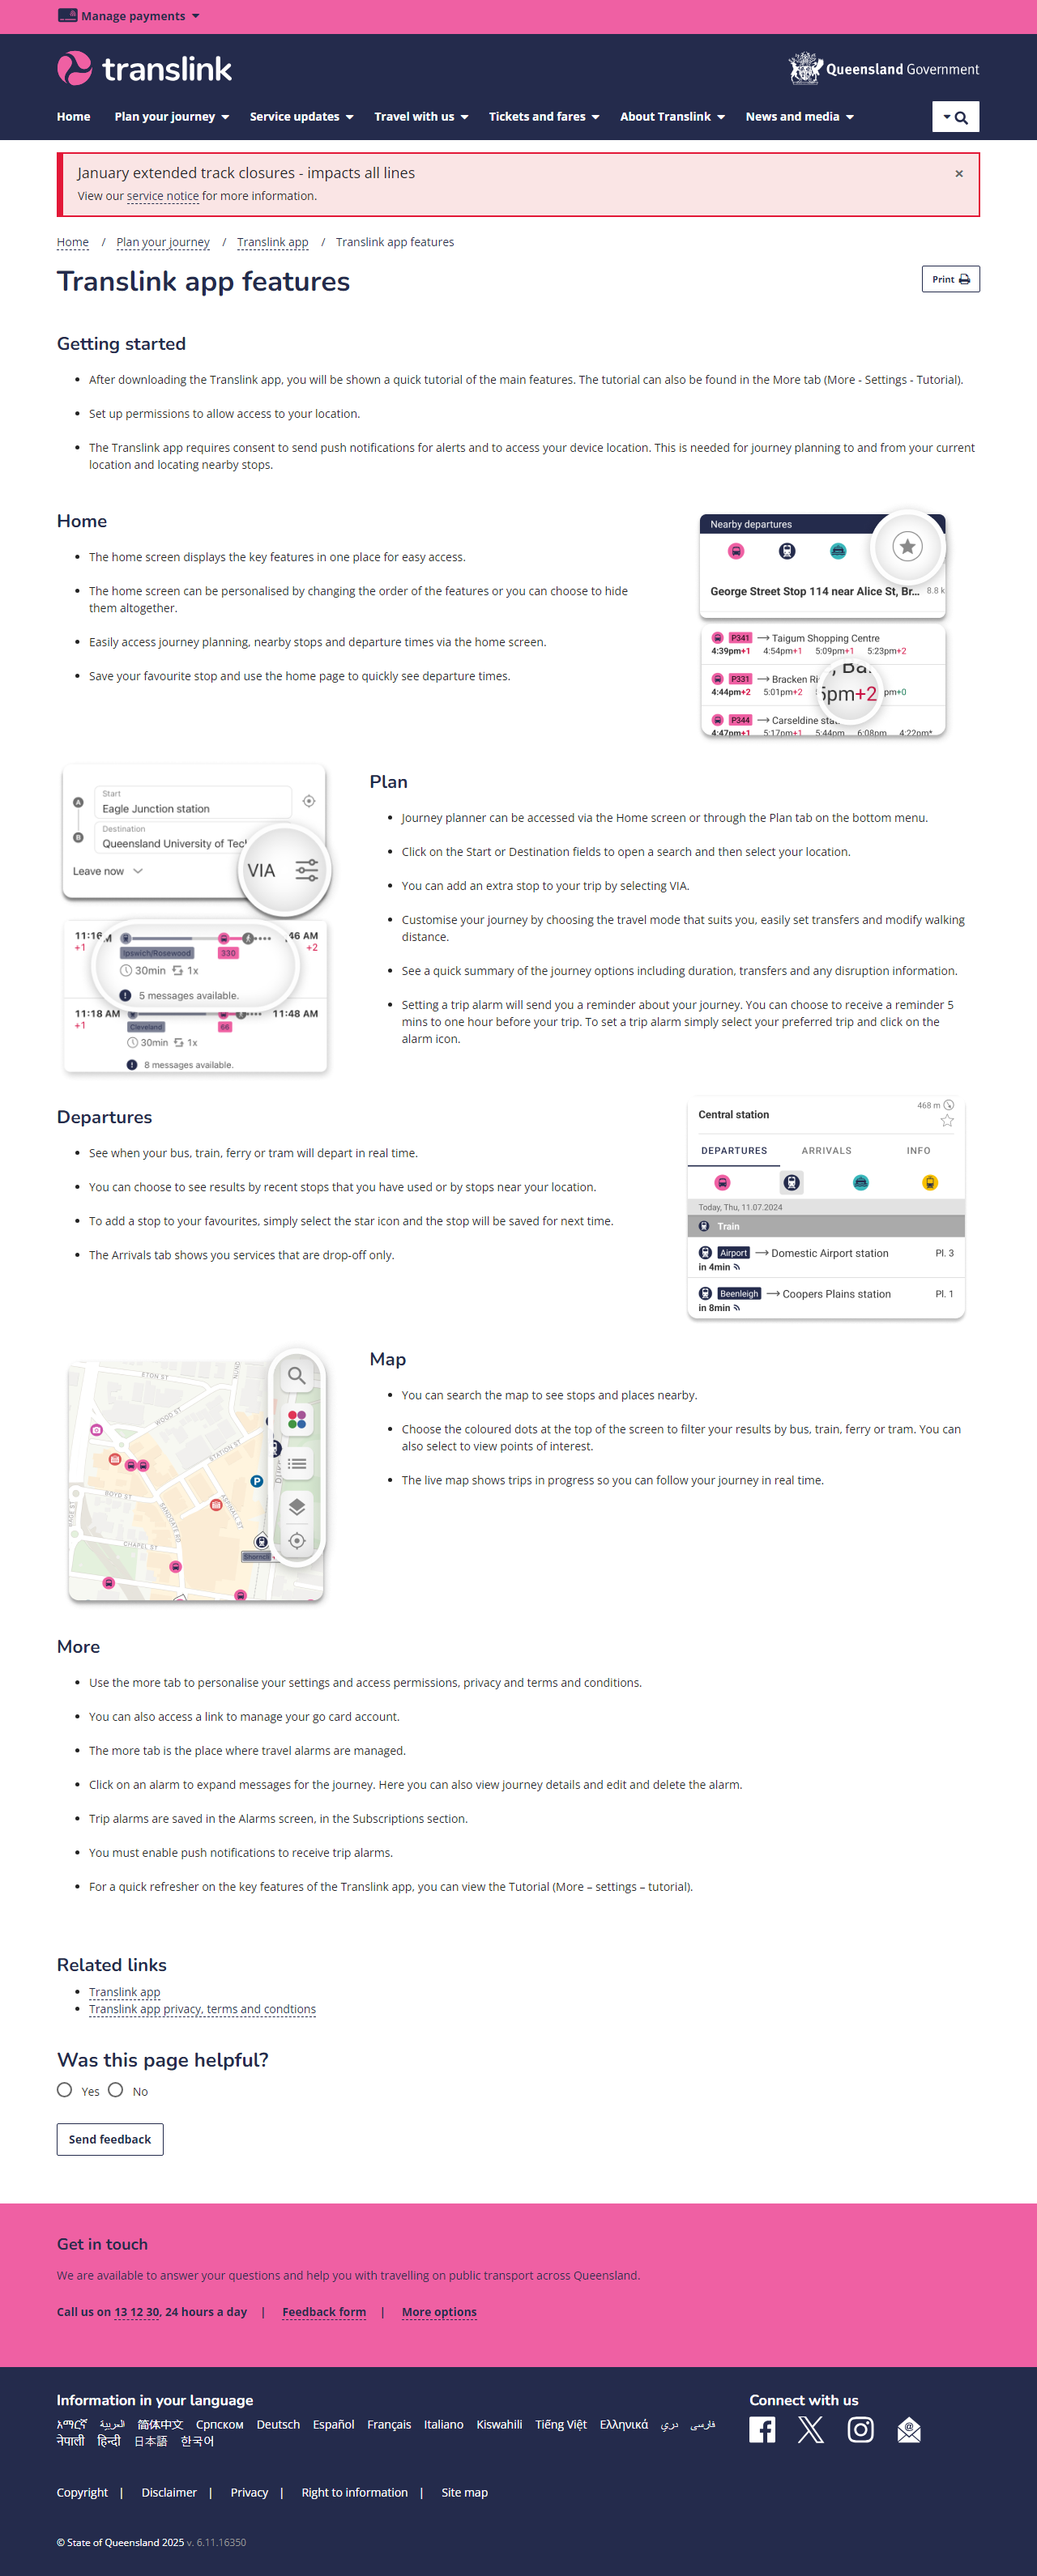 Manage payments
translink
Queensland Government
Home Plan your journey Service updates Travel with us Tickets and fares About Translink News and media
January extended track closures - impacts all lines
×
View our service notice for more information.
Home / Plan your journey / Translink app / Translink app features
Translink app features
Print
Getting started
After downloading the Translink app, you will be shown a quick tutorial of the main features. The tutorial can also be found in the More tab (More - Settings - Tutorial).
Set up permissions to allow access to your location.
The Translink app requires consent to send push notifications for alerts and to access your device location. This is needed for journey planning to and from your current
location and locating nearby stops.
Home
The home screen displays the key features in one place for easy access.
The home screen can be personalised by changing the order of the features or you can choose to hide
them altogether.
Easily access journey planning, nearby stops and departure times via the home screen.
Save your favourite stop and use the home page to quickly see departure times.
Nearby departures
George Street Stop 114 near Alice St, Br... 8.8 k
P341 → Taigum Shopping Centre
4:39pm+1 4:54pm+1 5:09pm+1 5:23pm+2
P331 → Bracken Ri
4:44pm+2 5:01pm+2 5pm+2 pm+0
P344 → Carseldine stat
4:47pm+1 5:17pm+1 5:44pm 6:08pm 4:22pm*
Start
Eagle Junction station
A
Destination
B
Queensland University of Tecl
Leave now
VIA
11:16 M 46 AM
+1 +2
Ipswich/Rosewood 330
30min 1x
5 messages available.
11:18 AM 11:48 AM
+1
Cleveland 66
30min 1x
8 messages available.
Plan
Journey planner can be accessed via the Home screen or through the Plan tab on the bottom menu.
Click on the Start or Destination fields to open a search and then select your location.
You can add an extra stop to your trip by selecting VIA.
Customise your journey by choosing the travel mode that suits you, easily set transfers and modify walking
distance.
See a quick summary of the journey options including duration, transfers and any disruption information.
Setting a trip alarm will send you a reminder about your journey. You can choose to receive a reminder 5
mins to one hour before your trip. To set a trip alarm simply select your preferred trip and click on the
alarm icon.
Departures
See when your bus, train, ferry or tram will depart in real time.
You can choose to see results by recent stops that you have used or by stops near your location.
To add a stop to your favourites, simply select the star icon and the stop will be saved for next time.
The Arrivals tab shows you services that are drop-off only.
468 m
Central station
DEPARTURES ARRIVALS INFO
Today, Thu, 11.07.2024
Train
Airport → Domestic Airport station Pl. 3
in 4min
Beenleigh → Coopers Plains station Pl. 1
in 8min
ETON ST
WOOD ST
STATION ST
P
BOYD ST
ASPINALL ST
SANDGATE RD
CHAPEL ST
Shorncli
Map
You can search the map to see stops and places nearby.
Choose the coloured dots at the top of the screen to filter your results by bus, train, ferry or tram. You can
also select to view points of interest.
The live map shows trips in progress so you can follow your journey in real time.
More
Use the more tab to personalise your settings and access permissions, privacy and terms and conditions.
You can also access a link to manage your go card account.
The more tab is the place where travel alarms are managed.
Click on an alarm to expand messages for the journey. Here you can also view journey details and edit and delete the alarm.
Trip alarms are saved in the Alarms screen, in the Subscriptions section.
You must enable push notifications to receive trip alarms.
For a quick refresher on the key features of the Translink app, you can view the Tutorial (More – settings – tutorial).
Related links
Translink app
Translink app privacy, terms and condtions
Was this page helpful?
Yes No
Send feedback
Get in touch
We are available to answer your questions and help you with travelling on public transport across Queensland.
Call us on 13 12 30, 24 hours a day | Feedback form | More options
Information in your language
Connect with us
አማርኛ العربية 简体中文 Српском Deutsch Español Français Italiano Kiswahili Tiếng Việt Ελληνικά دري فارسی
नेपाली हिन्दी 日本語 한국어
Copyright | Disclaimer | Privacy | Right to information | Site map
© State of Queensland 2025 v. 6.11.16350